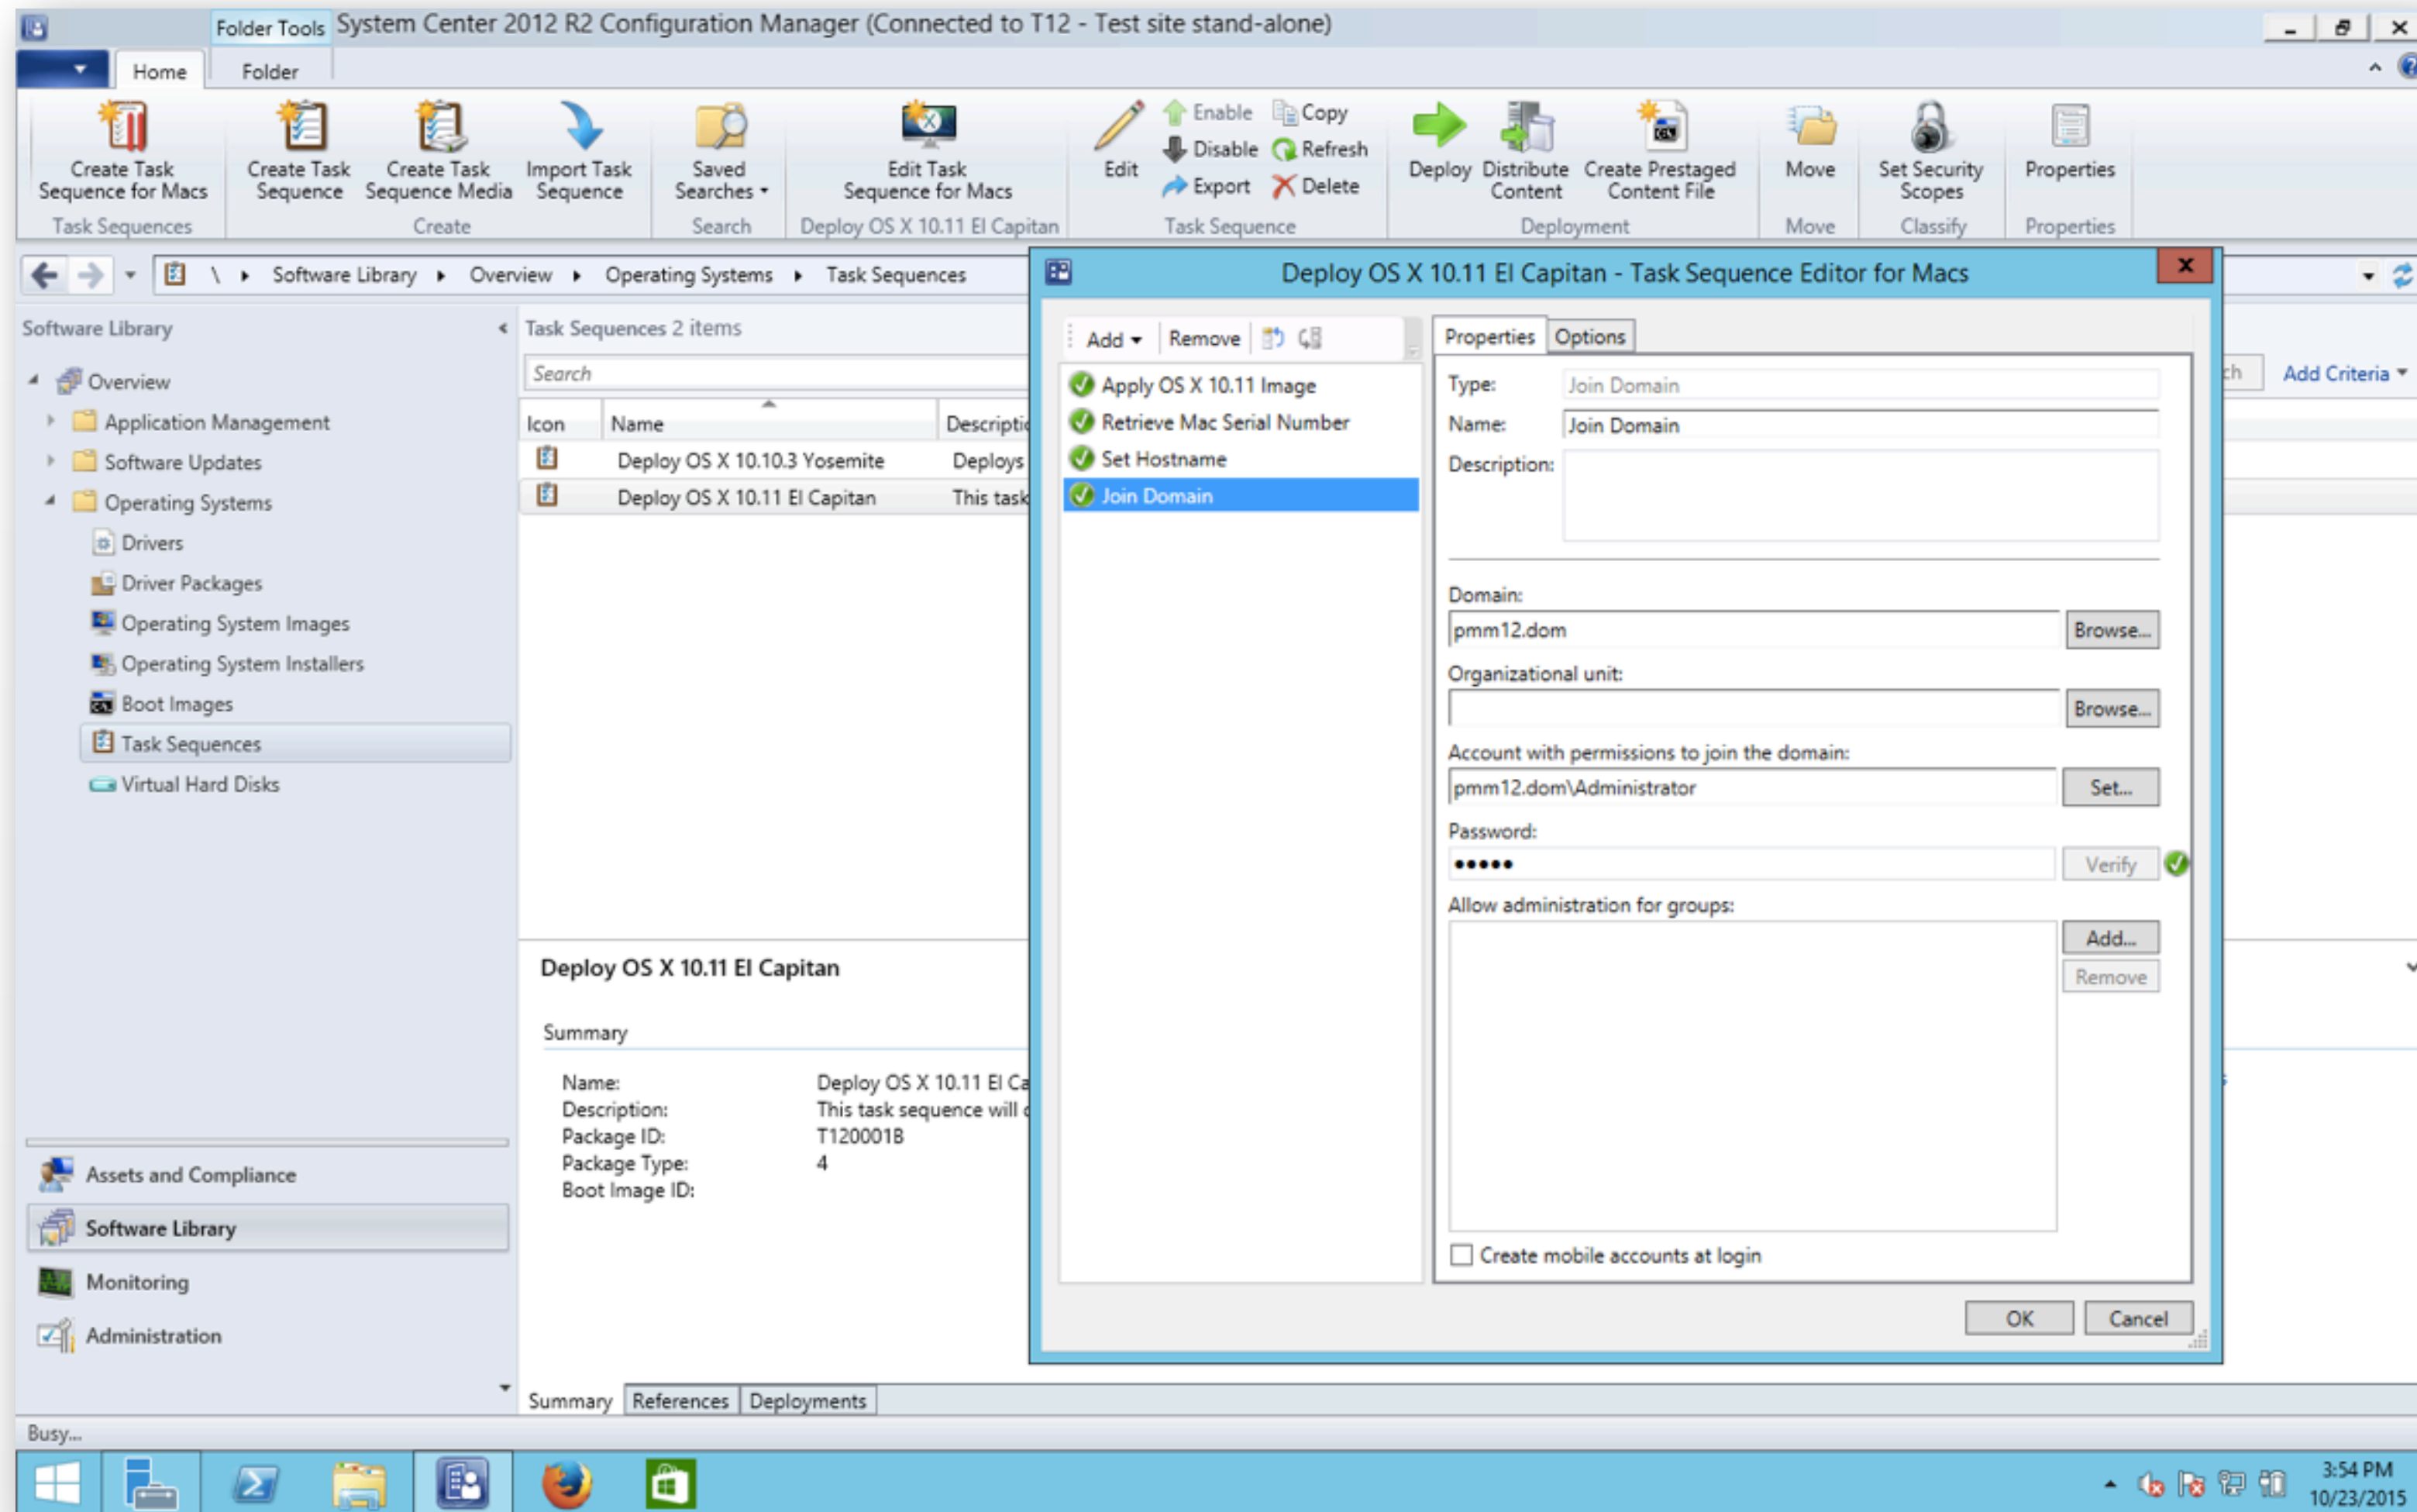 Folder Tools
System Center 2012 R2 Configuration Manager (Connected to T12 - Test site stand-alone)
Home
Folder
Create Task
Sequence for Macs
Create Task
Sequence
Create Task
Sequence Media
Import Task
Sequence
Saved
Searches
Edit Task
Sequence for Macs
Edit
Enable
Disable
Export
Copy
Refresh
Delete
Deploy
Distribute
Content
Create Prestaged
Content File
Move
Set Security
Scopes
Properties
Task Sequences
Create
Search
Deploy OS X 10.11 El Capitan
Task Sequence
Deployment
Move
Classify
Properties
\ Software Library Overview Operating Systems Task Sequences
Software Library
Overview
Application Management
Software Updates
Operating Systems
Drivers
Driver Packages
Operating System Images
Operating System Installers
Boot Images
Task Sequences
Virtual Hard Disks
Assets and Compliance
Software Library
Monitoring
Administration
Task Sequences 2 items
Search
Add Criteria
Icon Name
Deploy OS X 10.10.3 Yosemite Deploys
Deploy OS X 10.11 El Capitan This task
Deploy OS X 10.11 El Capitan
Summary
Name: Deploy OS X 10.11 El Ca
Description: This task sequence will
Package ID: T120001B
Package Type: 4
Boot Image ID:
Summary References Deployments
Deploy OS X 10.11 El Capitan - Task Sequence Editor for Macs
x
Add Remove
Apply OS X 10.11 Image
Retrieve Mac Serial Number
Set Hostname
Join Domain
Properties Options
Type: Join Domain
Name: Join Domain
Description:
Domain:
pmm12.dom Browse...
Organizational unit:
Browse...
Account with permissions to join the domain:
pmm12.dom\Administrator Set...
Password:
••••• Verify
Allow administration for groups:
Add...
Remove
Create mobile accounts at login
OK Cancel
Busy...
3:54 PM
10/23/2015